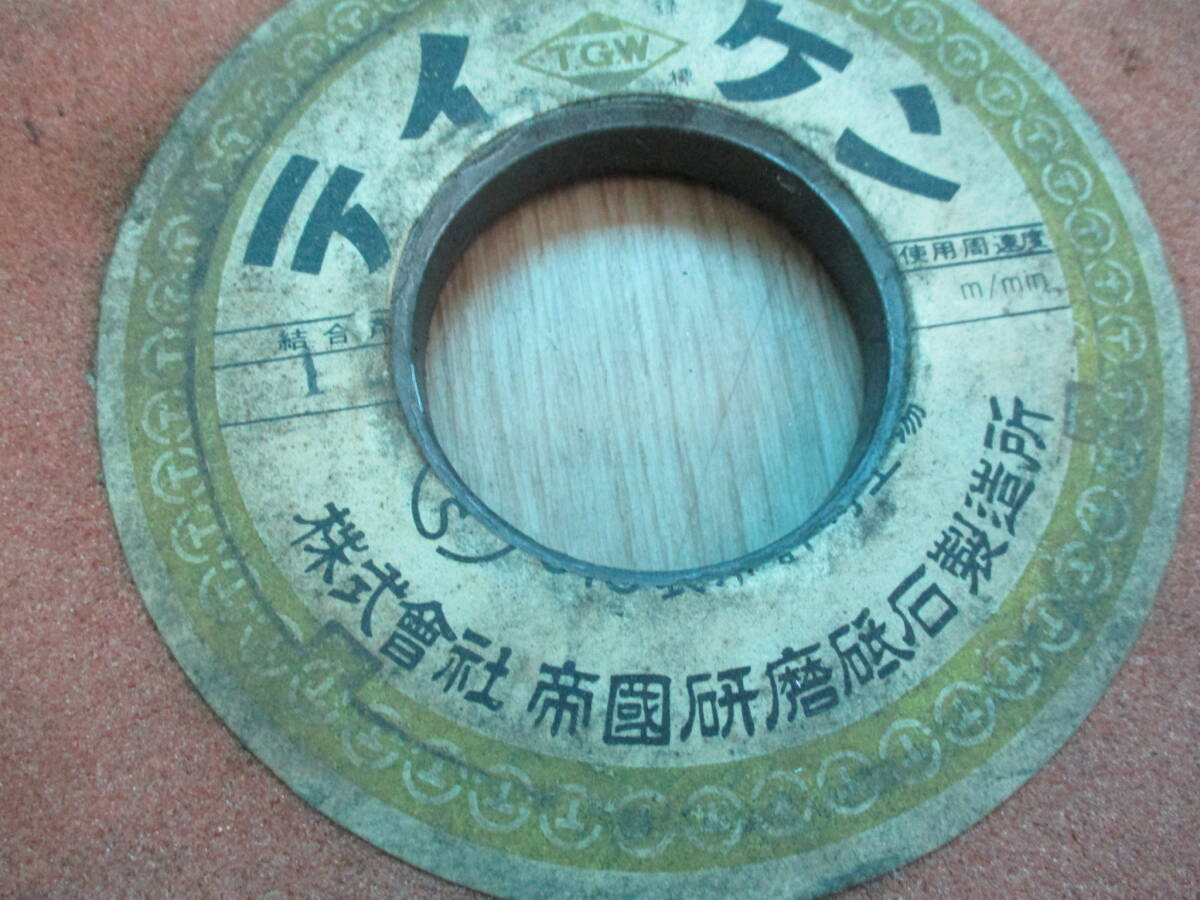 テイケン
T.G.W
使用周速度
m/min
結合
1
株式會社 帝國研磨砥石製造所